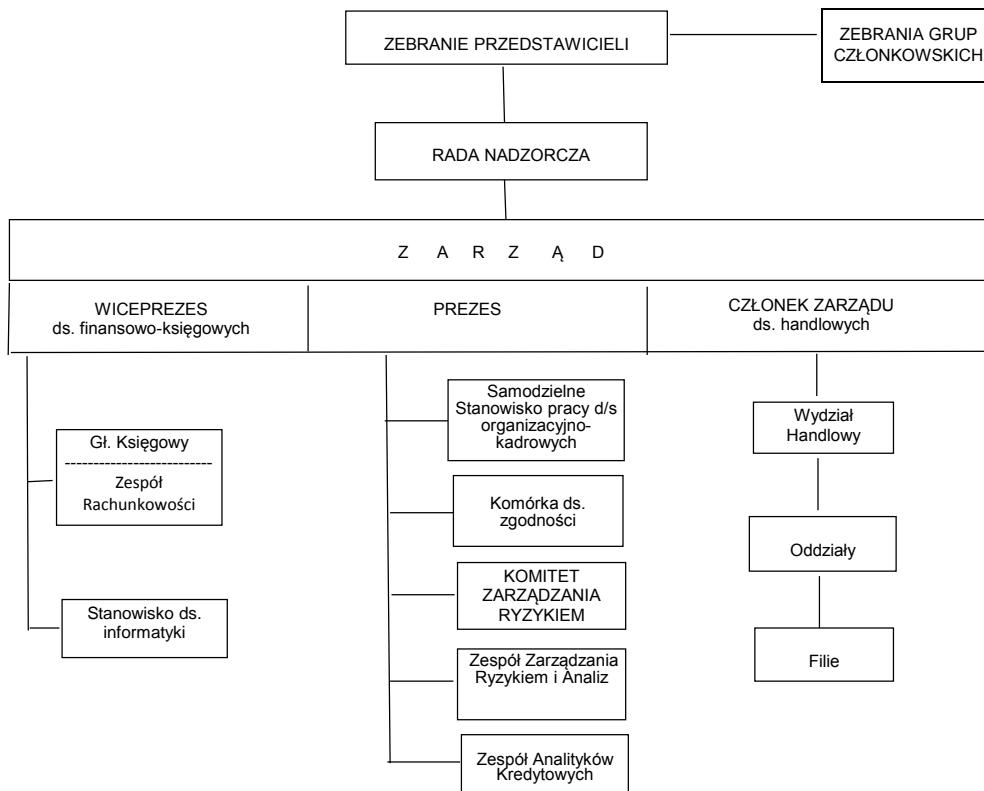 ZEBRANIE PRZEDSTAWICIELI
ZEBRANIA GRUP
CZŁONKOWSKICH
RADA NADZORCZA
Z A R Z Ą D
WICEPREZES
ds. finansowo-księgowych
PREZES
CZŁONEK ZARZĄDU
ds. handlowych
Gł. Księgowy
-------------------------
Zespół
Rachunkowości
Stanowisko ds.
informatyki
Samodzielne
Stanowisko pracy d/s
organizacyjno-
kadrowych
Komórka ds.
zgodności
KOMITET
ZARZĄDZANIA
RYZYKIEM
Zespół Zarządzania
Ryzykiem i Analiz
Zespół Analityków
Kredytowych
Wydział
Handlowy
Oddziały
Filie